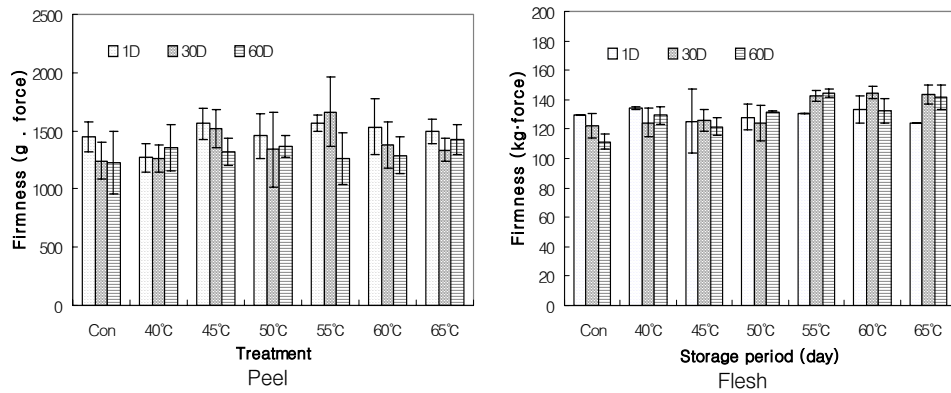 2500
2000
1500
1000
500
0
Firmness (g . force)
1D 30D 60D
Con 40℃ 45℃ 50℃ 55℃ 60℃ 65℃
Treatment
Peel
200
180
160
140
120
100
80
60
40
20
0
Firmness (kg·force)
1D 30D 60D
Con 40℃ 45℃ 50℃ 55℃ 60℃ 65℃
Storage period (day)
Flesh